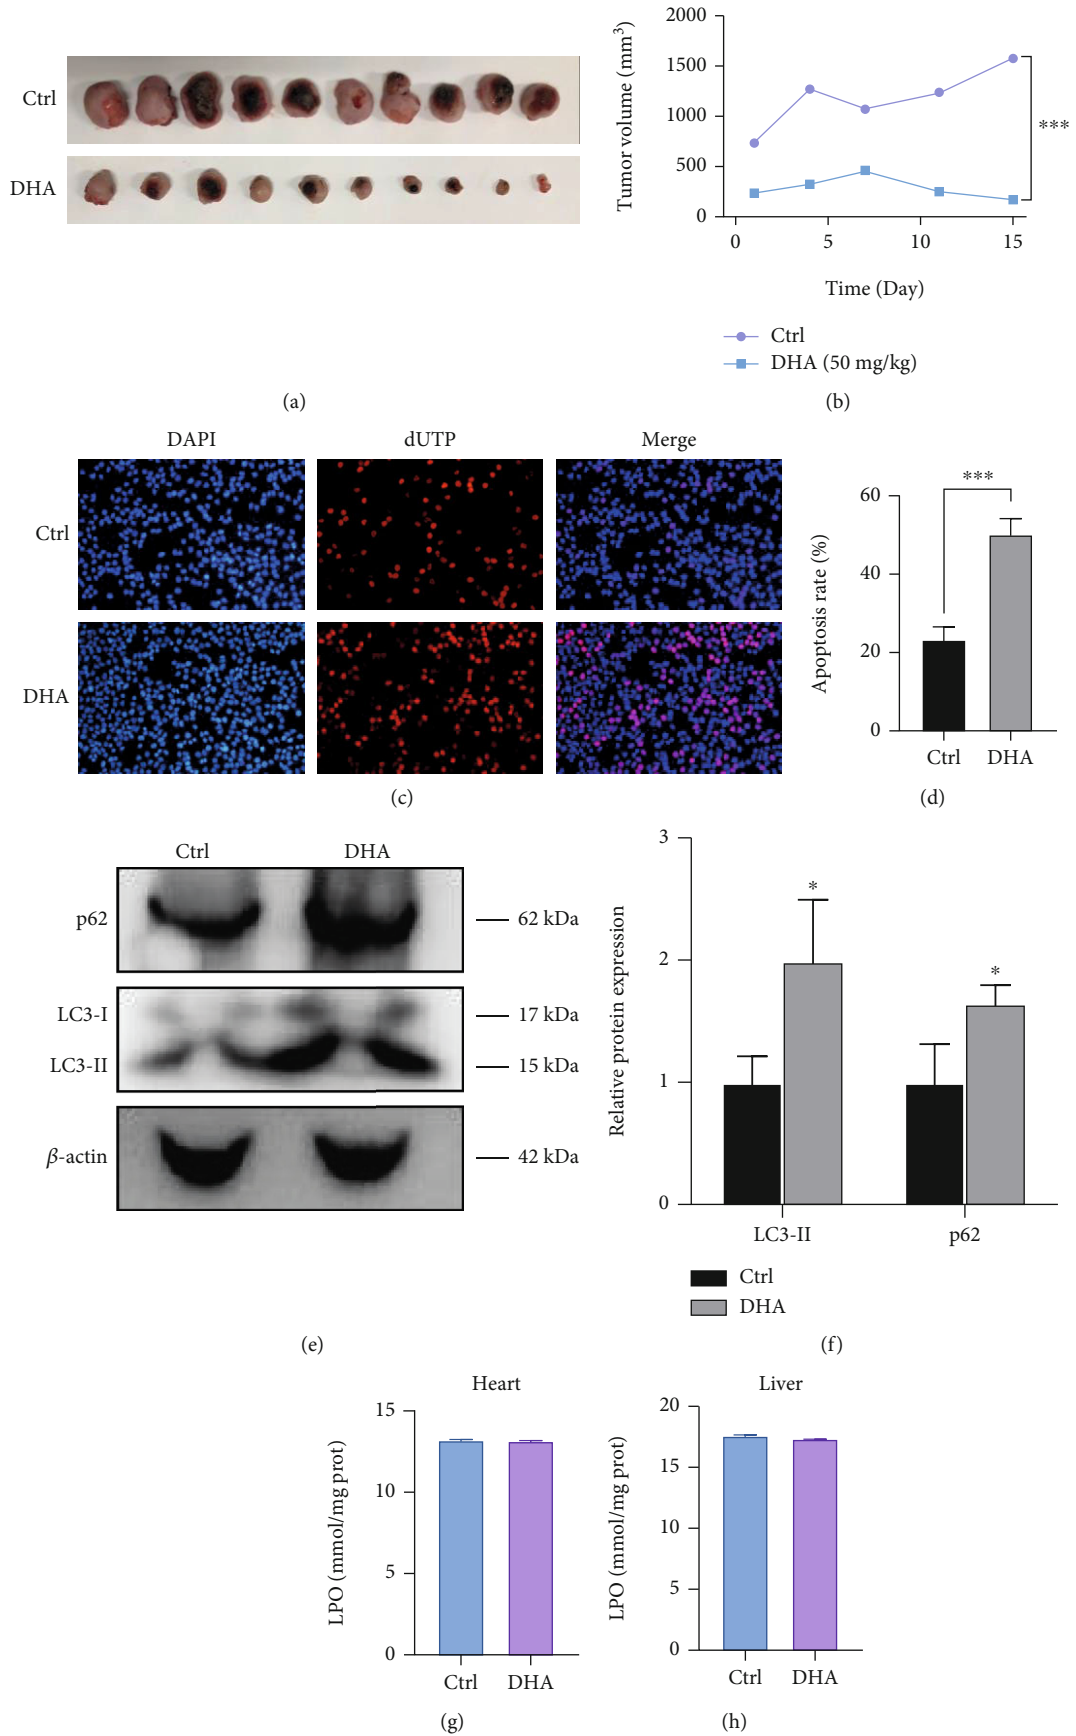 Ctrl
DHA
(a)
Tumor volume (mm³)
2000
1500
1000
500
0
0 5 10 15
Time (Day)
***
Ctrl
DHA (50 mg/kg)
(b)
DAPI dUTP Merge
Ctrl
DHA
(c)
Apoptosis rate (%)
60
40
20
0
***
Ctrl DHA
(d)
Ctrl DHA
p62 62 kDa
LC3-I 17 kDa
LC3-II 15 kDa
β-actin 42 kDa
(e)
Relative protein expression
3
2
1
0
*
*
LC3-II p62
Ctrl
DHA
(f)
Heart
LPO (mmol/mg prot)
15
10
5
0
Ctrl DHA
(g)
Liver
LPO (mmol/mg prot)
20
15
10
5
0
Ctrl DHA
(h)